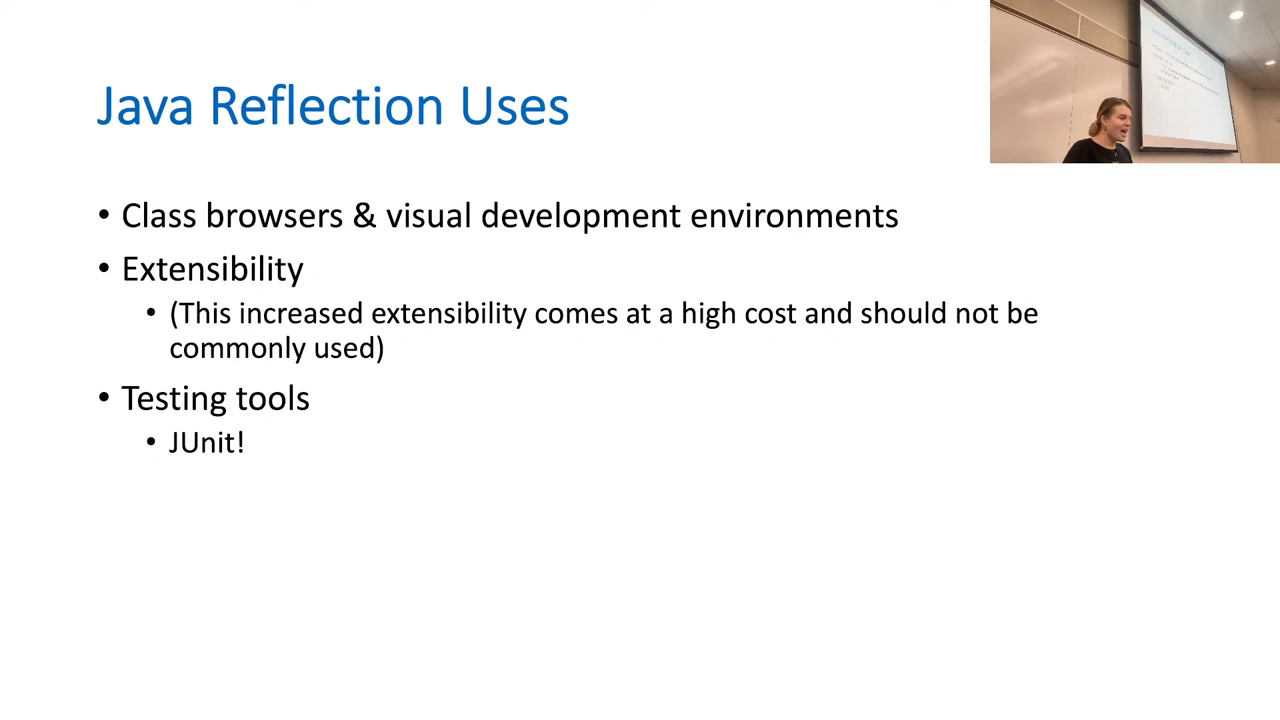 Java Reflection Uses
• Class browsers & visual development environments
• Extensibility
• (This increased extensibility comes at a high cost and should not be
commonly used)
• Testing tools
• JUnit!